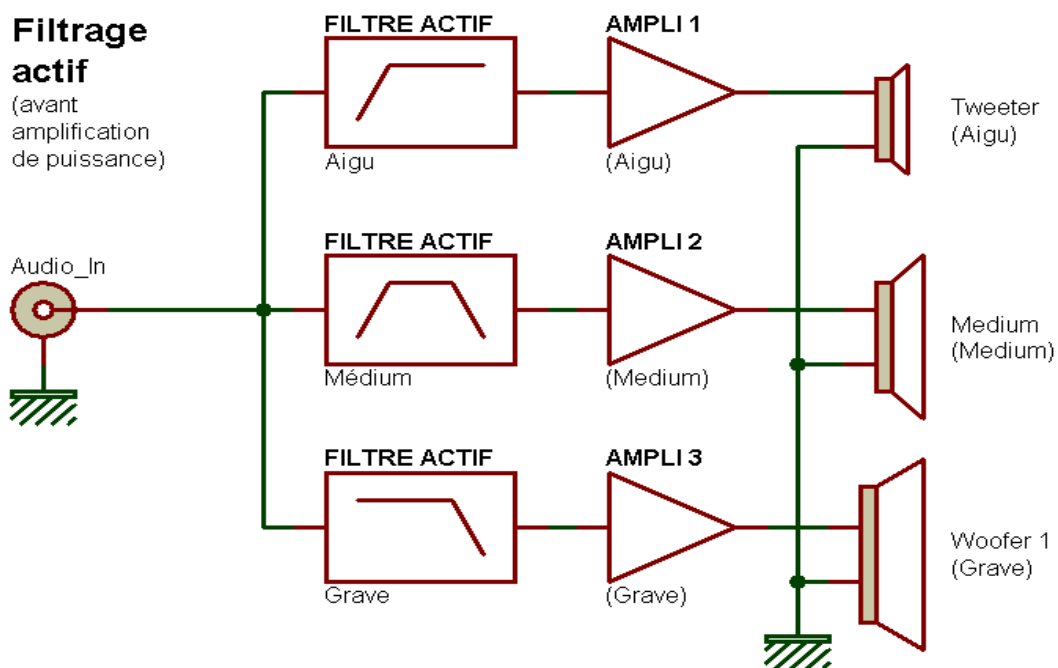 Filtrage
actif
(avant
amplification
de puissance)
FILTRE ACTIF
AMPLI 1
Aigu
(Aigu)
Tweeter
(Aigu)
Audio_In
FILTRE ACTIF
AMPLI 2
Médium
(Medium)
Medium
(Medium)
FILTRE ACTIF
AMPLI 3
Grave
(Grave)
Woofer 1
(Grave)